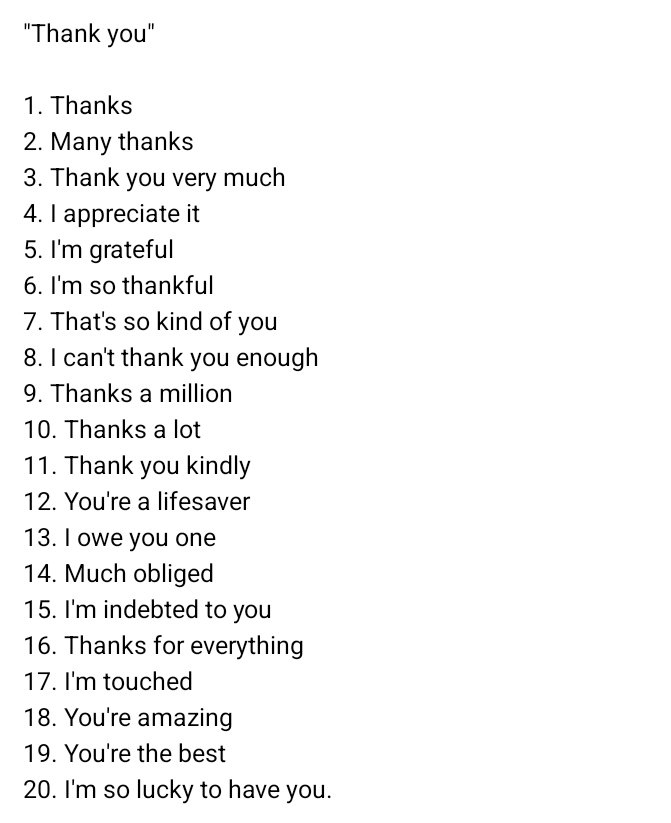 "Thank you"
1. Thanks
2. Many thanks
3. Thank you very much
4. I appreciate it
5. I'm grateful
6. I'm so thankful
7. That's so kind of you
8. I can't thank you enough
9. Thanks a million
10. Thanks a lot
11. Thank you kindly
12. You're a lifesaver
13. I owe you one
14. Much obliged
15. I'm indebted to you
16. Thanks for everything
17. I'm touched
18. You're amazing
19. You're the best
20. I'm so lucky to have you.